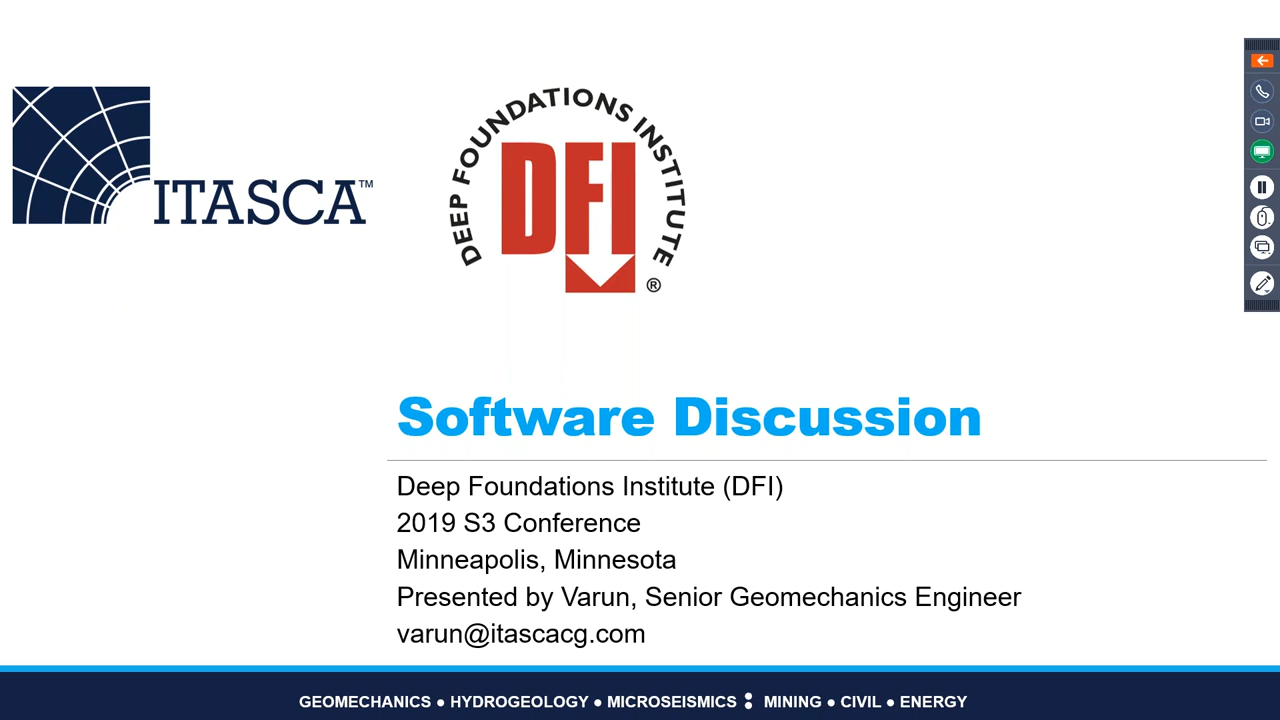 ITASCA™
DEEP FOUNDATIONS INSTITUTE
DFI
®
Software Discussion
Deep Foundations Institute (DFI)
2019 S3 Conference
Minneapolis, Minnesota
Presented by Varun, Senior Geomechanics Engineer
varun@itascacg.com
GEOMECHANICS ● HYDROGEOLOGY ● MICROSEISMICS : MINING ● CIVIL ● ENERGY